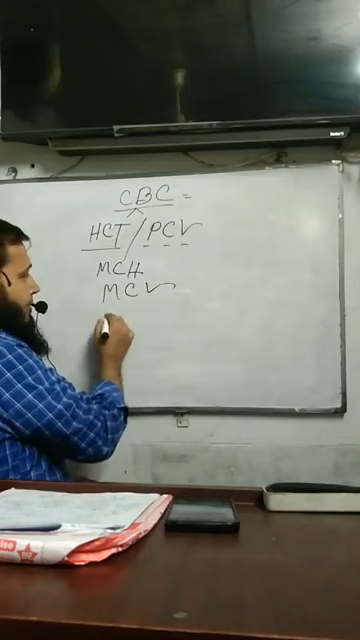 CBC =
HCT / PCV
MCH
MCV